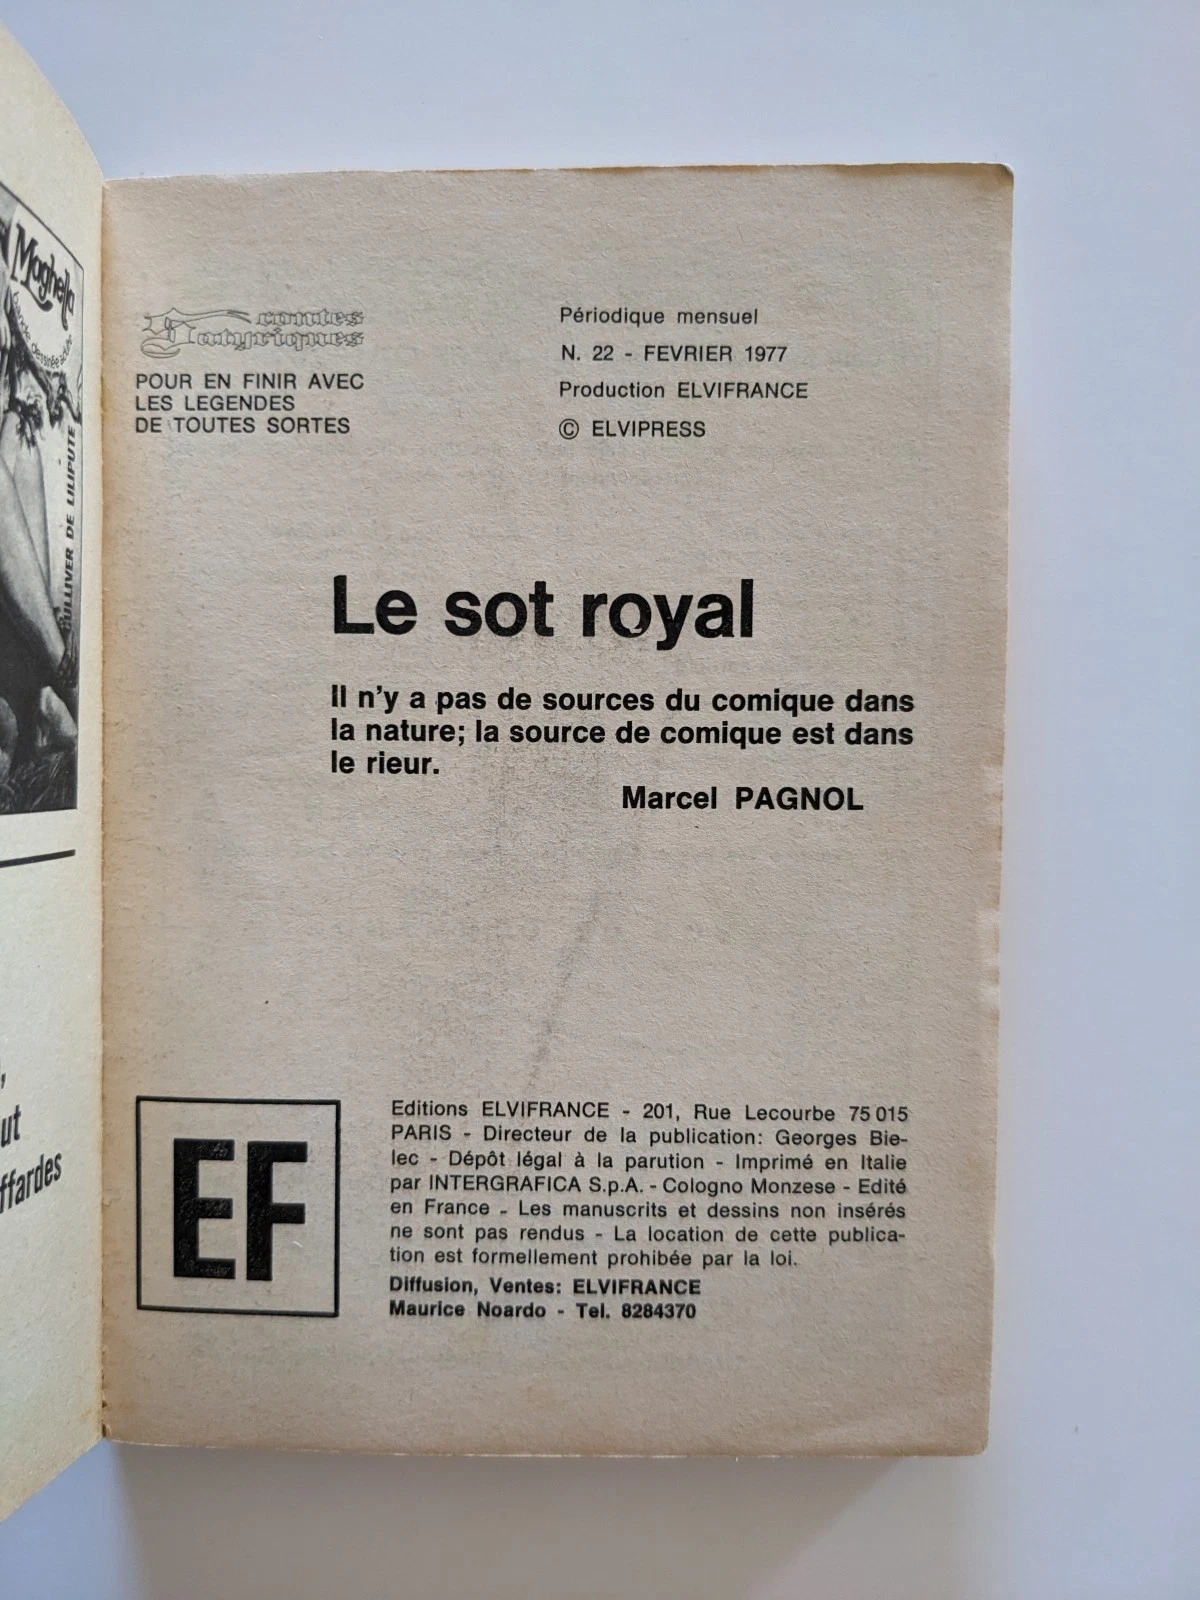 Maghella
bande dessinée adulte
GULLIVER DE LILIPUTE
ut
ffardes
contes
Satyriques
POUR EN FINIR AVEC
LES LEGENDES
DE TOUTES SORTES
Périodique mensuel
N. 22 - FEVRIER 1977
Production ELVIFRANCE
© ELVIPRESS
Le sot royal
Il n'y a pas de sources du comique dans
la nature; la source de comique est dans
le rieur.
Marcel PAGNOL
EF
Editions ELVIFRANCE - 201, Rue Lecourbe 75 015
PARIS - Directeur de la publication: Georges Bie-
lec - Dépôt légal à la parution - Imprimé en Italie
par INTERGRAFICA S.p.A. - Cologno Monzese - Edité
en France - Les manuscrits et dessins non insérés
ne sont pas rendus - La location de cette publica-
tion est formellement prohibée par la loi.
Diffusion, Ventes: ELVIFRANCE
Maurice Noardo - Tel. 8284370